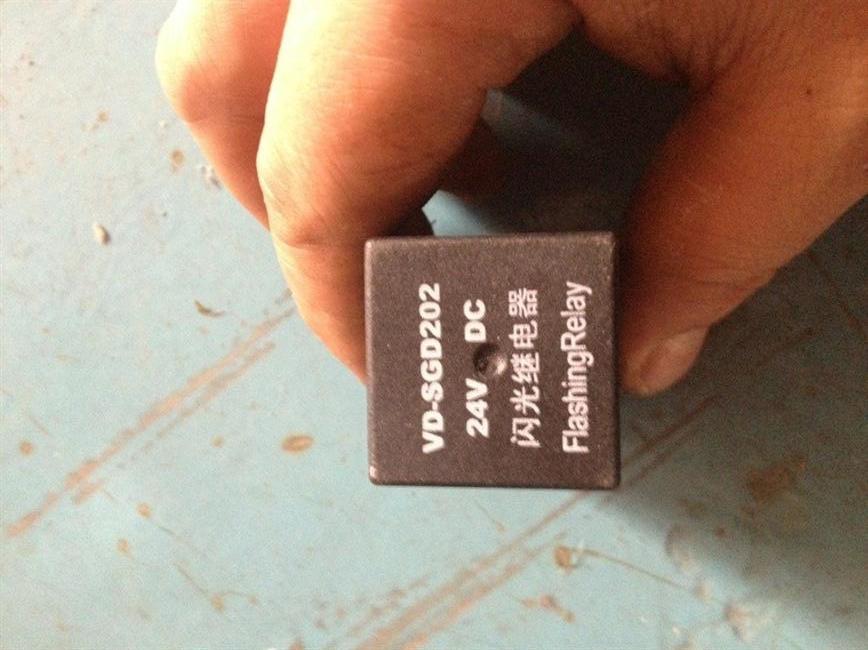 VD-SGD202
24V DC
闪光继电器
FlashingRelay